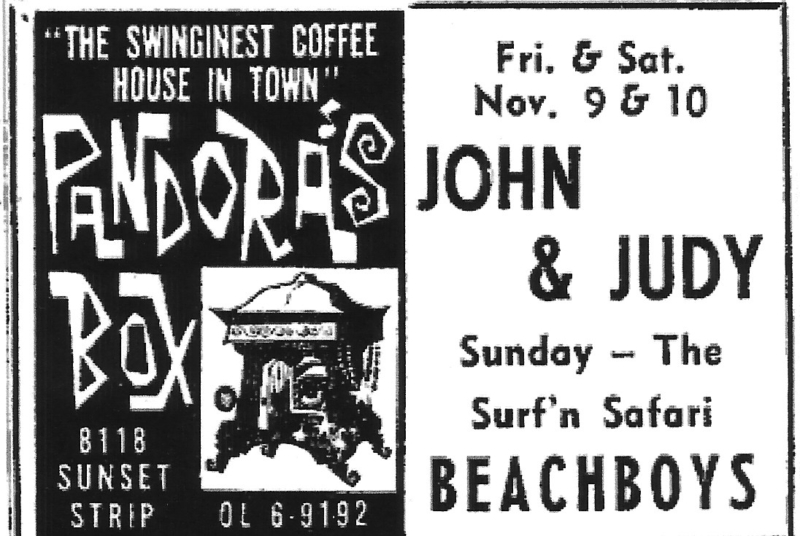 "THE SWINGINEST COFFEE
HOUSE IN TOWN"
PANDORA'S
BOX
8118
SUNSET
STRIP
OL 6-9192
Fri. & Sat.
Nov. 9 & 10
JOHN
& JUDY
Sunday – The
Surf'n Safari
BEACHBOYS